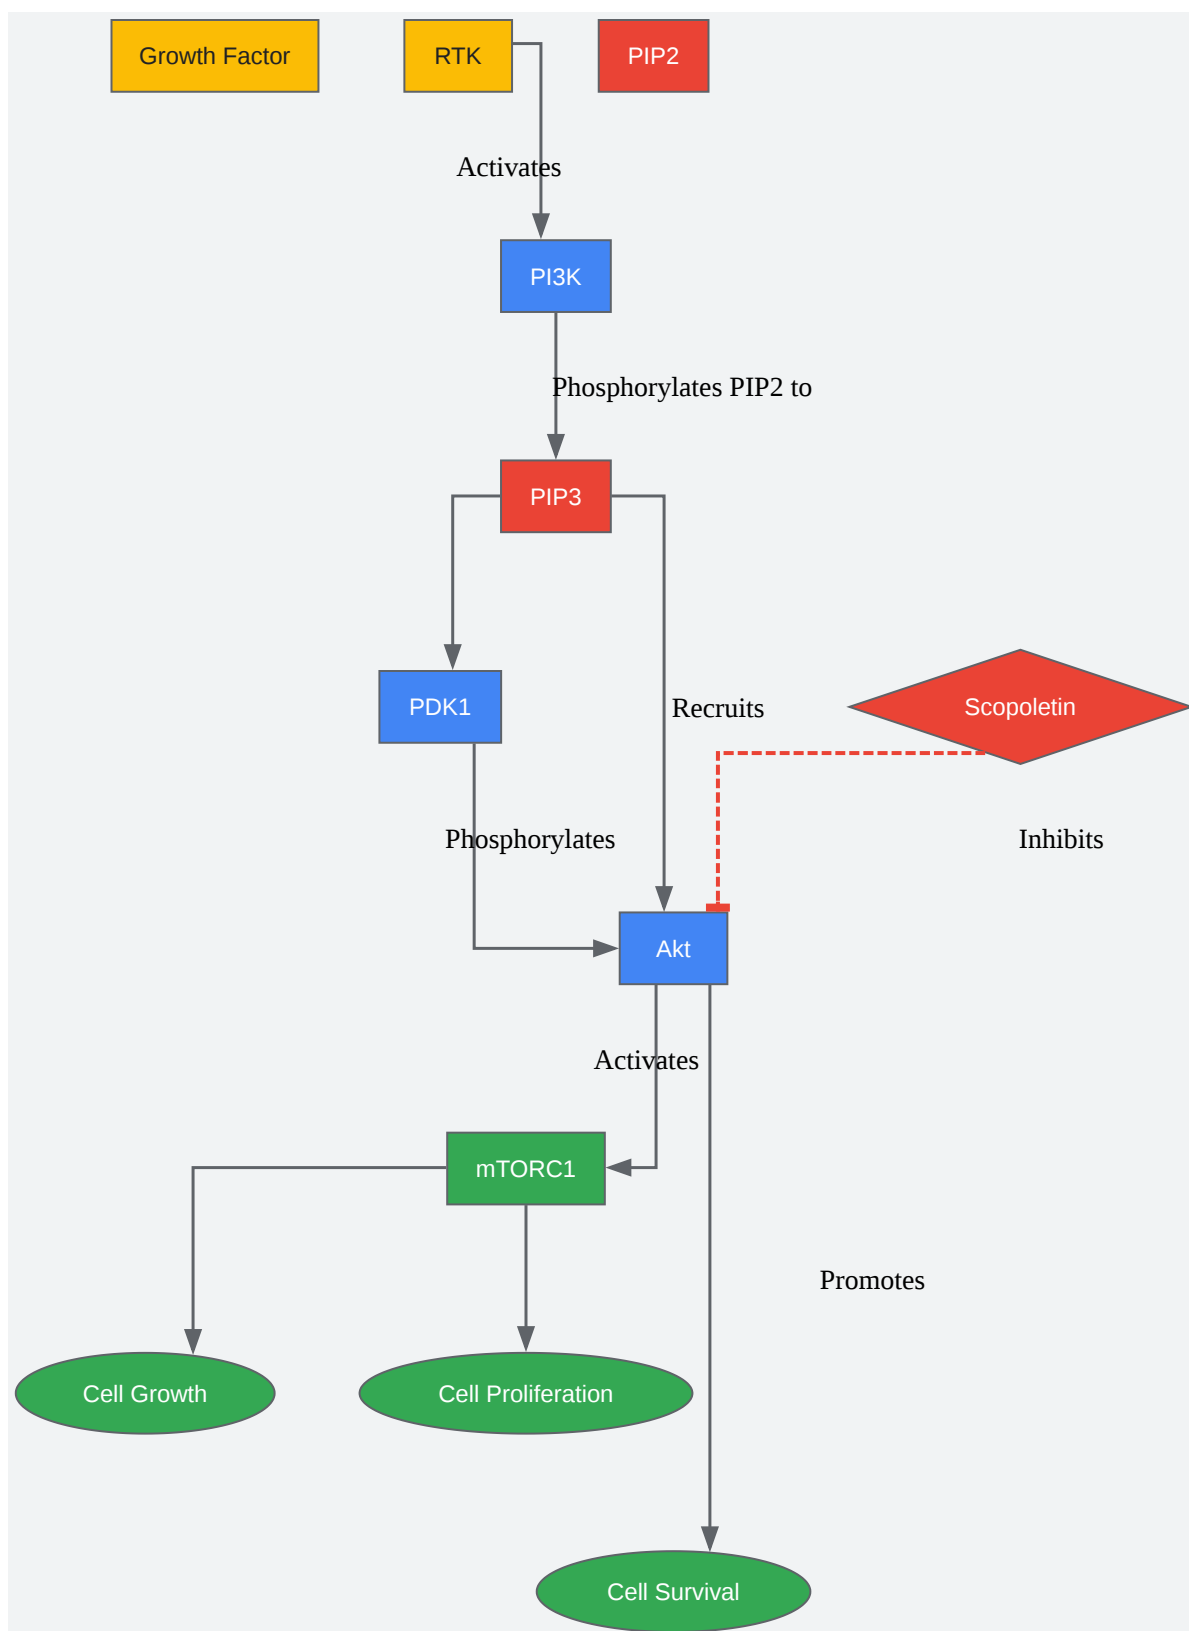 Growth Factor
RTK
PIP2
Activates
PI3K
Phosphorylates PIP2 to
PIP3
PDK1
Recruits
Scopoletin
Phosphorylates
Inhibits
Akt
Activates
mTORC1
Promotes
Cell Growth
Cell Proliferation
Cell Survival